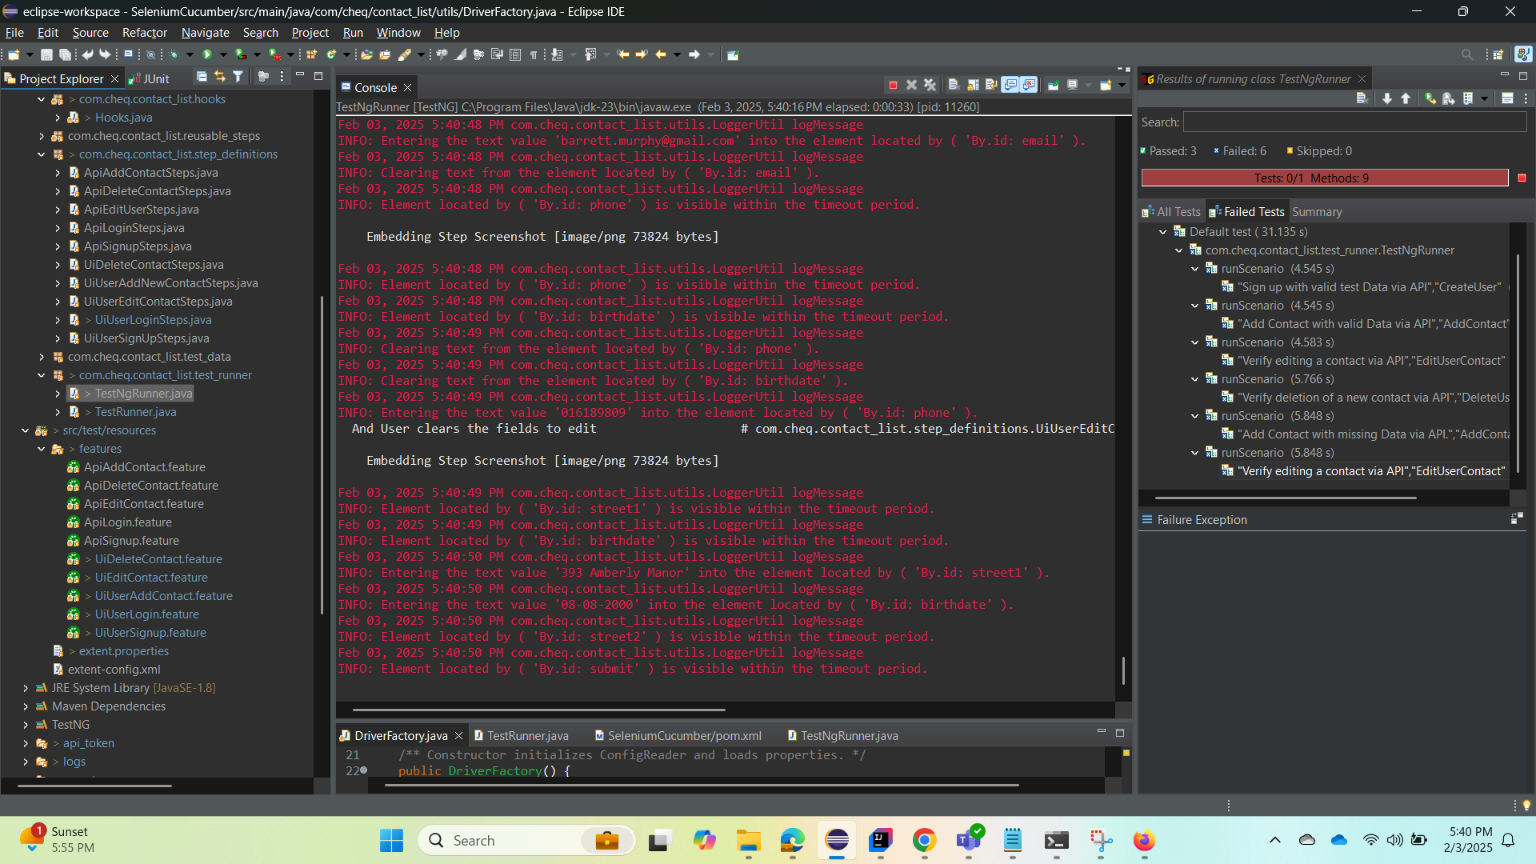 eclipse-workspace - SeleniumCucumber/src/main/java/com/cheq/contact_list/utils/DriverFactory.java - Eclipse IDE
File Edit Source Refactor Navigate Search Project Run Window Help
Project Explorer
JUnit
com.cheq.contact_list.hooks
> Hooks.java
com.cheq.contact_list.reusable_steps
> com.cheq.contact_list.step_definitions
ApiAddContactSteps.java
ApiDeleteContactSteps.java
ApiEditUserSteps.java
ApiLoginSteps.java
ApiSignupSteps.java
UiDeleteContactSteps.java
UiUserAddNewContactSteps.java
UiUserEditContactSteps.java
> UiUserLoginSteps.java
UiUserSignUpSteps.java
com.cheq.contact_list.test_data
> com.cheq.contact_list.test_runner
> TestNgRunner.java
> TestRunner.java
> src/test/resources
> features
ApiAddContact.feature
ApiDeleteContact.feature
ApiEditContact.feature
ApiLogin.feature
ApiSignup.feature
> UiDeleteContact.feature
> UiEditContact.feature
> UiUserAddContact.feature
> UiUserLogin.feature
> UiUserSignup.feature
> extent.properties
extent-config.xml
JRE System Library [JavaSE-1.8]
Maven Dependencies
TestNG
> api_token
> logs
Console
TestNgRunner [TestNG] C:\Program Files\Java\jdk-23\bin\javaw.exe (Feb 3, 2025, 5:40:16 PM elapsed: 0:00:33) [pid: 11260]
Feb 03, 2025 5:40:48 PM com.cheq.contact_list.utils.LoggerUtil logMessage
INFO: Entering the text value 'barrett.murphy@gmail.com' into the element located by ( 'By.id: email' ).
Feb 03, 2025 5:40:48 PM com.cheq.contact_list.utils.LoggerUtil logMessage
INFO: Clearing text from the element located by ( 'By.id: email' ).
Feb 03, 2025 5:40:48 PM com.cheq.contact_list.utils.LoggerUtil logMessage
INFO: Element located by ( 'By.id: phone' ) is visible within the timeout period.
Embedding Step Screenshot [image/png 73824 bytes]
Feb 03, 2025 5:40:48 PM com.cheq.contact_list.utils.LoggerUtil logMessage
INFO: Element located by ( 'By.id: phone' ) is visible within the timeout period.
Feb 03, 2025 5:40:48 PM com.cheq.contact_list.utils.LoggerUtil logMessage
INFO: Element located by ( 'By.id: birthdate' ) is visible within the timeout period.
Feb 03, 2025 5:40:49 PM com.cheq.contact_list.utils.LoggerUtil logMessage
INFO: Clearing text from the element located by ( 'By.id: phone' ).
Feb 03, 2025 5:40:49 PM com.cheq.contact_list.utils.LoggerUtil logMessage
INFO: Clearing text from the element located by ( 'By.id: birthdate' ).
Feb 03, 2025 5:40:49 PM com.cheq.contact_list.utils.LoggerUtil logMessage
INFO: Entering the text value '016189809' into the element located by ( 'By.id: phone' ).
And User clears the fields to edit # com.cheq.contact_list.step_definitions.UiUserEditC
Embedding Step Screenshot [image/png 73824 bytes]
Feb 03, 2025 5:40:49 PM com.cheq.contact_list.utils.LoggerUtil logMessage
INFO: Element located by ( 'By.id: street1' ) is visible within the timeout period.
Feb 03, 2025 5:40:49 PM com.cheq.contact_list.utils.LoggerUtil logMessage
INFO: Element located by ( 'By.id: birthdate' ) is visible within the timeout period.
Feb 03, 2025 5:40:50 PM com.cheq.contact_list.utils.LoggerUtil logMessage
INFO: Entering the text value '393 Amberly Manor' into the element located by ( 'By.id: street1' ).
Feb 03, 2025 5:40:50 PM com.cheq.contact_list.utils.LoggerUtil logMessage
INFO: Entering the text value '08-08-2000' into the element located by ( 'By.id: birthdate' ).
Feb 03, 2025 5:40:50 PM com.cheq.contact_list.utils.LoggerUtil logMessage
INFO: Element located by ( 'By.id: street2' ) is visible within the timeout period.
Feb 03, 2025 5:40:50 PM com.cheq.contact_list.utils.LoggerUtil logMessage
INFO: Element located by ( 'By.id: submit' ) is visible within the timeout period.
DriverFactory.java TestRunner.java SeleniumCucumber/pom.xml TestNgRunner.java
21 /** Constructor initializes ConfigReader and loads properties. */
22 public DriverFactory() {
Results of running class TestNgRunner
Search:
Passed: 3 Failed: 6 Skipped: 0
Tests: 0/1 Methods: 9
All Tests Failed Tests Summary
Default test ( 31.135 s)
com.cheq.contact_list.test_runner.TestNgRunner
runScenario (4.545 s)
"Sign up with valid test Data via API","CreateUser"
runScenario (4.545 s)
"Add Contact with valid Data via API","AddContact"
runScenario (4.583 s)
"Verify editing a contact via API","EditUserContact"
runScenario (5.766 s)
"Verify deletion of a new contact via API","DeleteUs
runScenario (5.848 s)
"Add Contact with missing Data via API.","AddConta
runScenario (5.848 s)
"Verify editing a contact via API","EditUserContact"
Failure Exception
1
Sunset
5:55 PM
Search
5:40 PM
2/3/2025